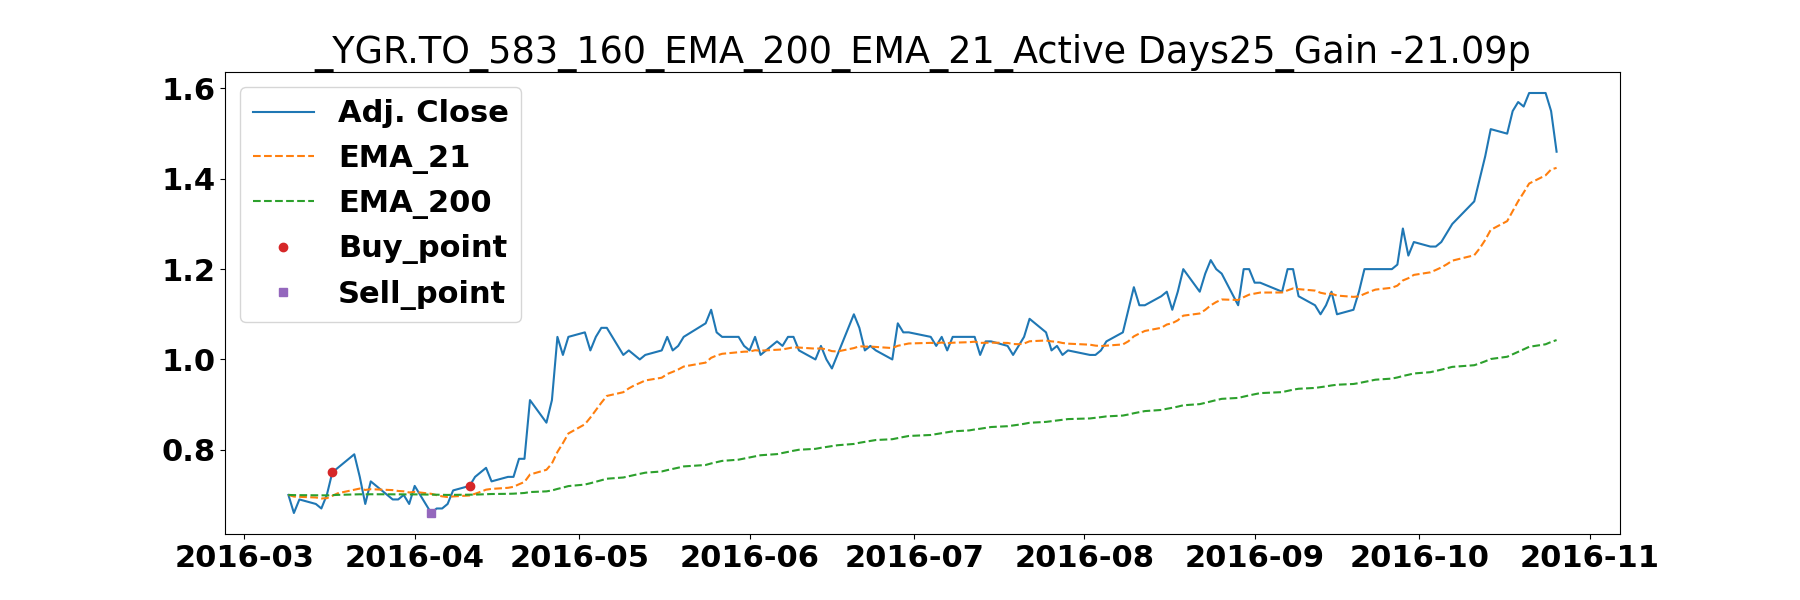 _YGR.TO_583_160_EMA_200_EMA_21_Active Days25_Gain -21.09p
1.6
1.4
1.2
1.0
0.8
Adj. Close
EMA_21
EMA_200
Buy_point
Sell_point
2016-03 2016-04 2016-05 2016-06 2016-07 2016-08 2016-09 2016-10 2016-11